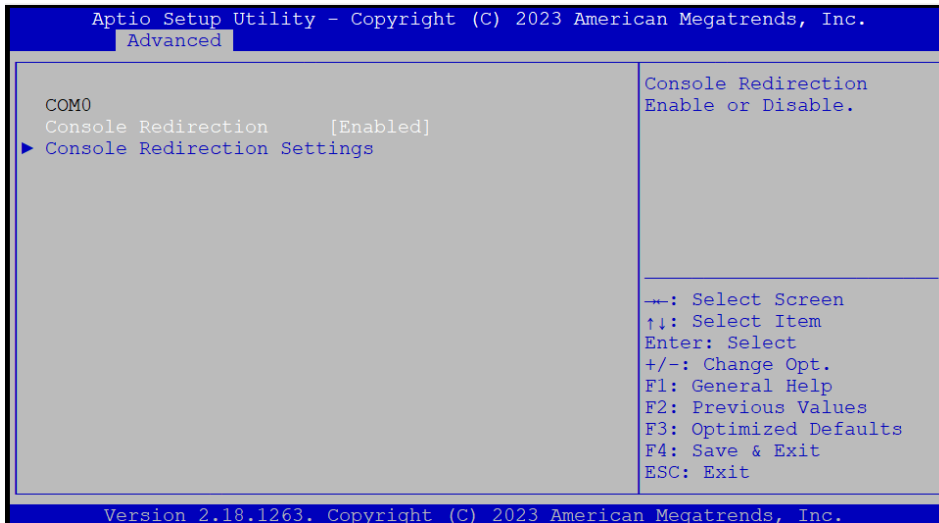 Aptio Setup Utility - Copyright (C) 2023 American Megatrends, Inc.
Advanced
COM0
Console Redirection [Enabled]
► Console Redirection Settings
Console Redirection
Enable or Disable.
→←: Select Screen
↑↓: Select Item
Enter: Select
+/-: Change Opt.
F1: General Help
F2: Previous Values
F3: Optimized Defaults
F4: Save & Exit
ESC: Exit
Version 2.18.1263. Copyright (C) 2023 American Megatrends, Inc.